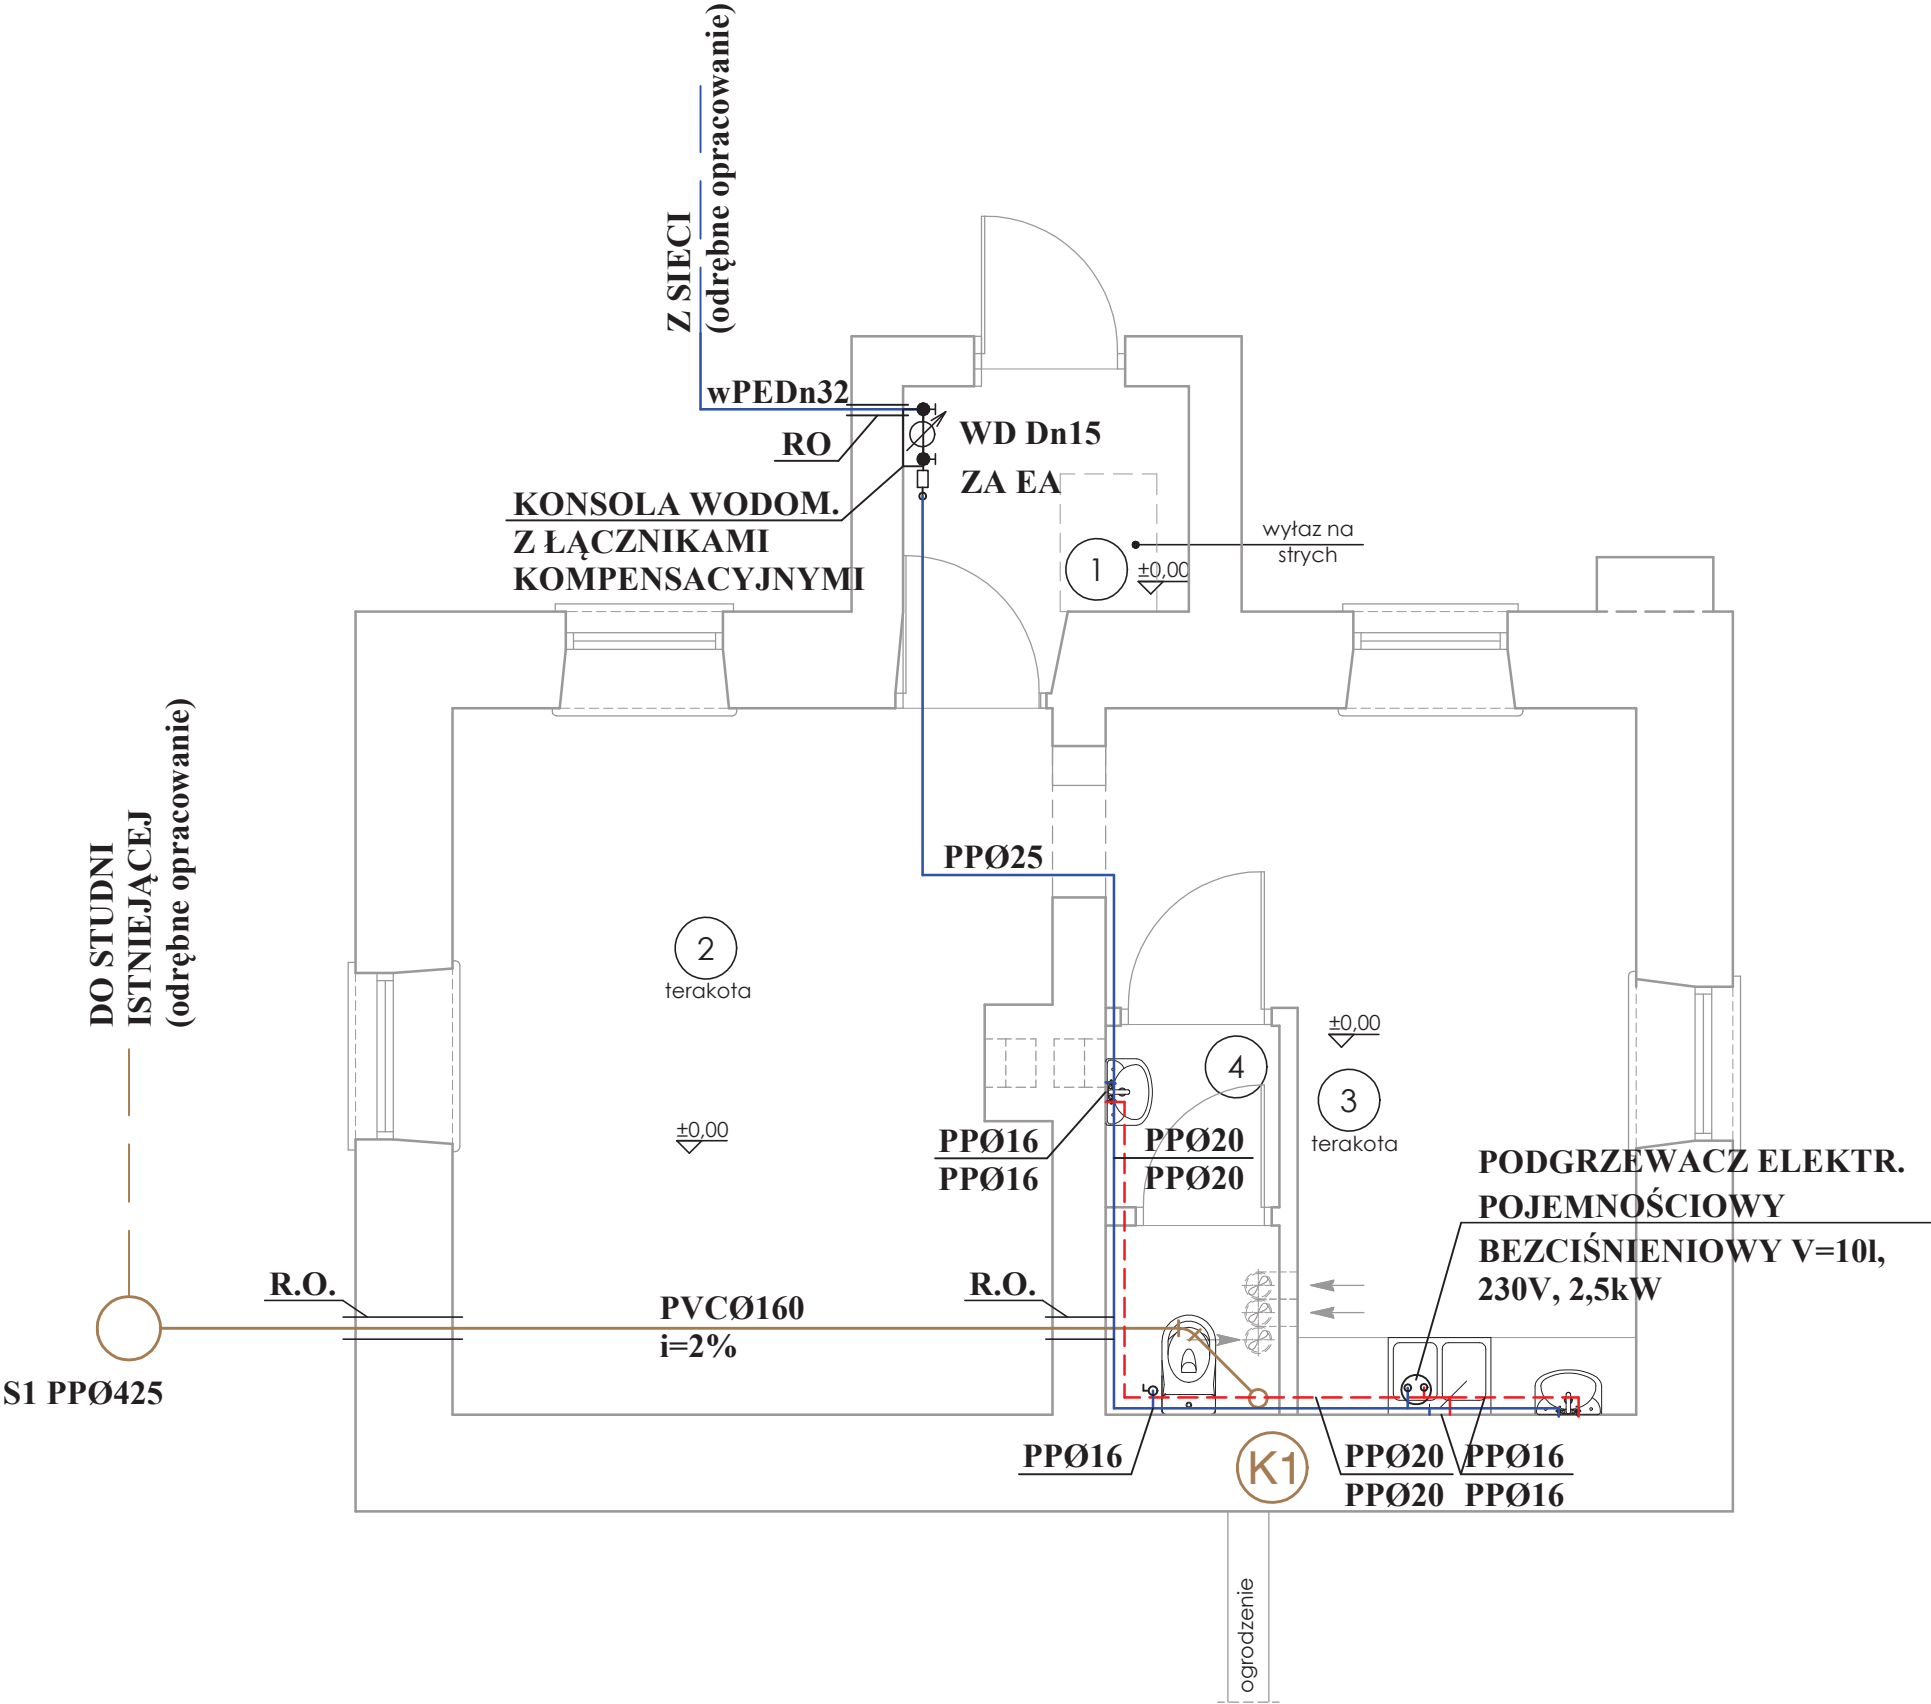 Z SIECI
(odrębne opracowanie)
wPEDn32
RO
WD Dn15
ZA EA
KONSOLA WODOM.
Z ŁĄCZNIKAMI
KOMPENSACYJNYMI
wyłaz na
strych
1
±0,00
DO STUDNI
ISTNIEJĄCEJ
(odrębne opracowanie)
PPØ25
2
terakota
±0,00
±0,00
4
3
terakota
PPØ16
PPØ16
PPØ20
PPØ20
PODGRZEWACZ ELEKTR.
POJEMNOŚCIOWY
BEZCIŚNIENIOWY V=10l,
230V, 2,5kW
R.O.
PVCØ160
i=2%
R.O.
S1 PPØ425
PPØ16
K1
PPØ20
PPØ20
PPØ16
PPØ16
ogrodzenie